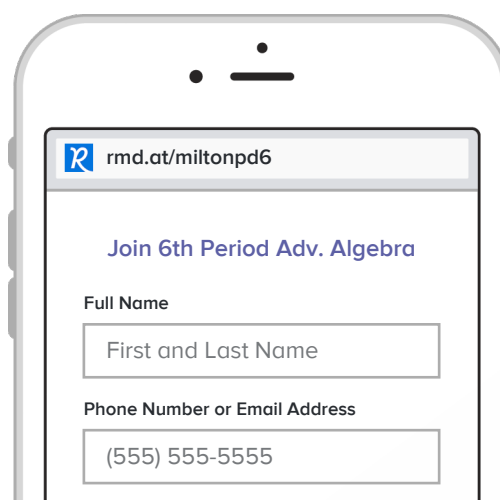 rmd.at/miltonpd6
Join 6th Period Adv. Algebra
Full Name
First and Last Name
Phone Number or Email Address
(555) 555-5555